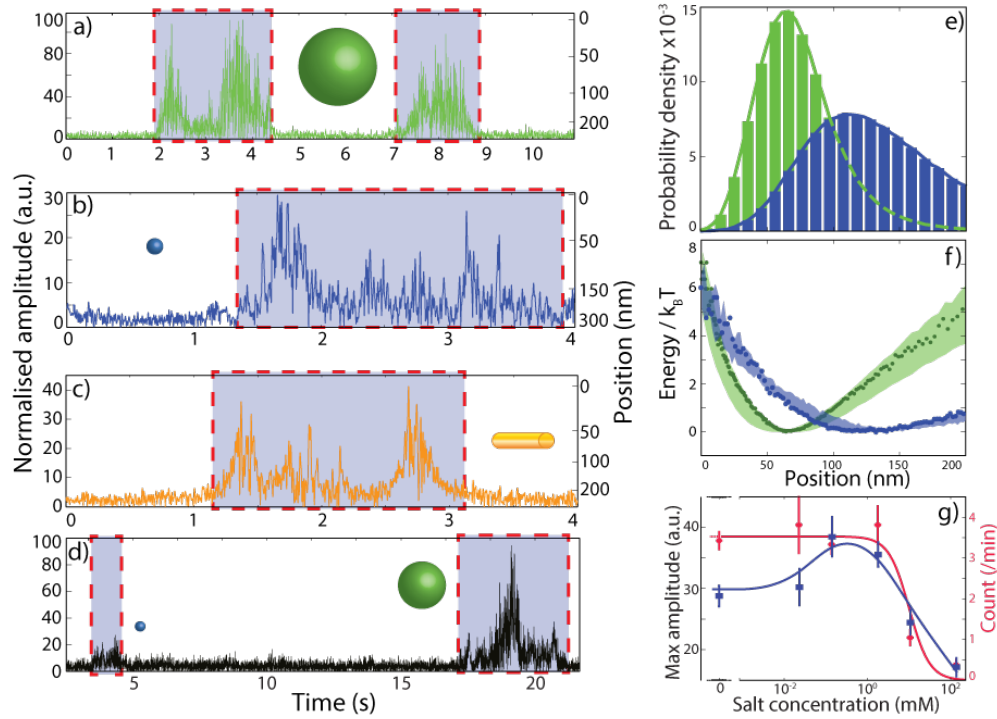 a)
100
80
40
20
0
0 1 2 3 4 5 6 7 8 9 10
0
50
100
200
Normalised amplitude (a.u.)
b)
30
20
10
0
0 1 2 3 4
0
50
150
300
Position (nm)
c)
40
30
20
10
0
0 1 2 3 4
0
50
100
200
d)
100
80
60
40
20
0
5 10 15 20
Time (s)
e)
Probability density x10⁻³
15
10
5
0
f)
Energy / k_BT
8
6
4
2
0
0 50 100 150 200
Position (nm)
g)
Max amplitude (a.u.)
40
30
20
Count (/min)
4
3
2
1
0
0 10⁻² 10⁰ 10²
Salt concentration (mM)